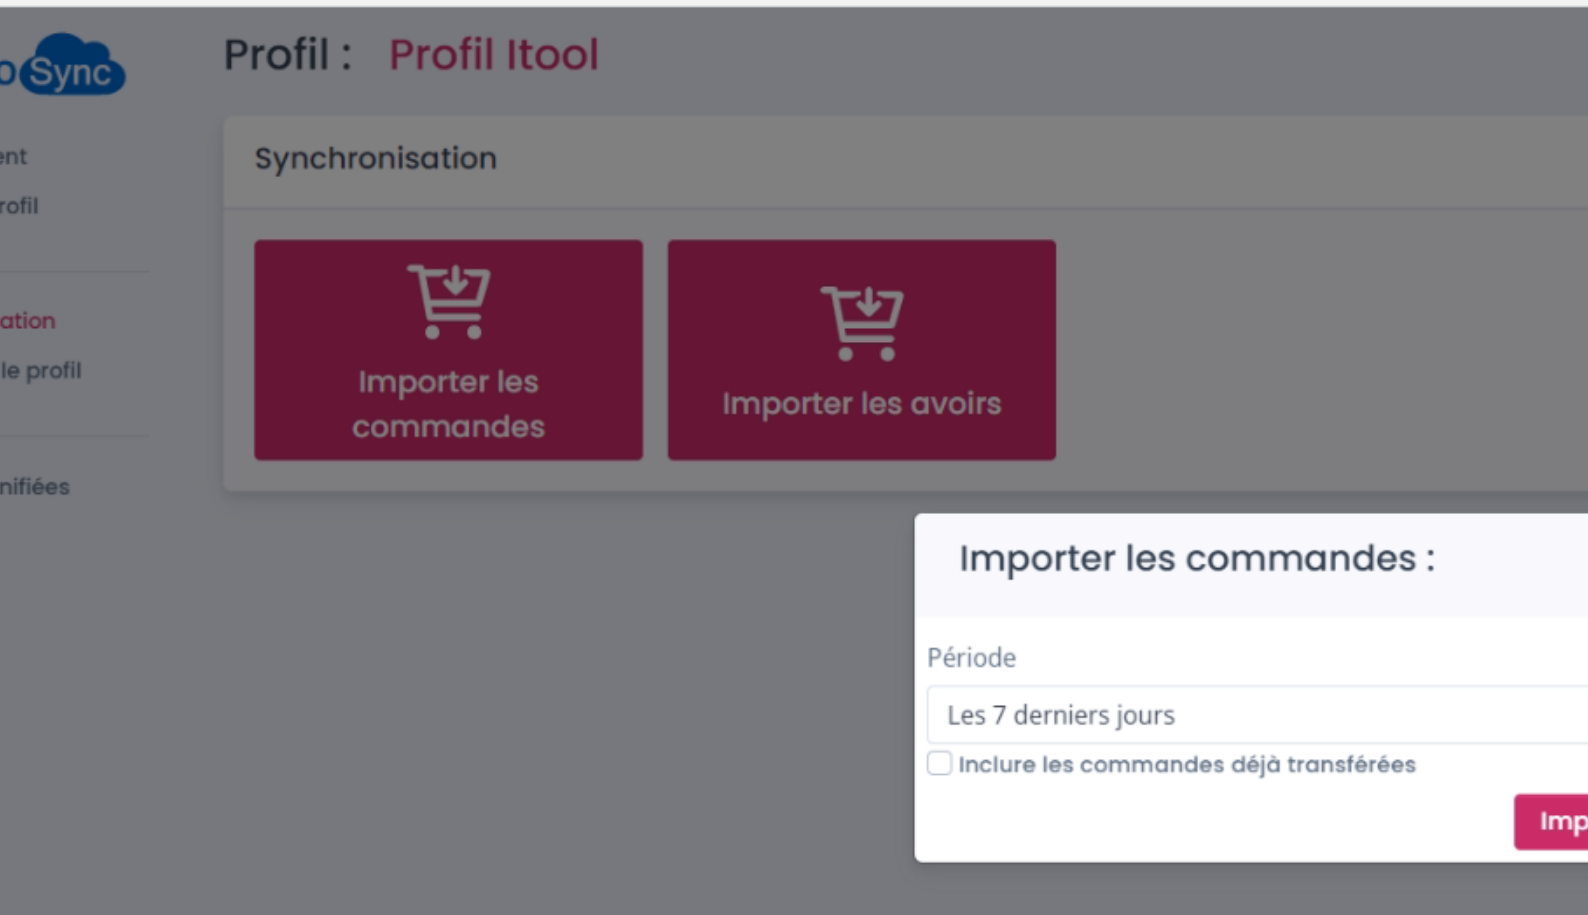 o Sync
Profil : Profil Itool
ent
rofil
Synchronisation
ation
le profil
Importer les
commandes
Importer les avoirs
nifiées
Importer les commandes :
Période
Les 7 derniers jours
Inclure les commandes déjà transférées
Imp